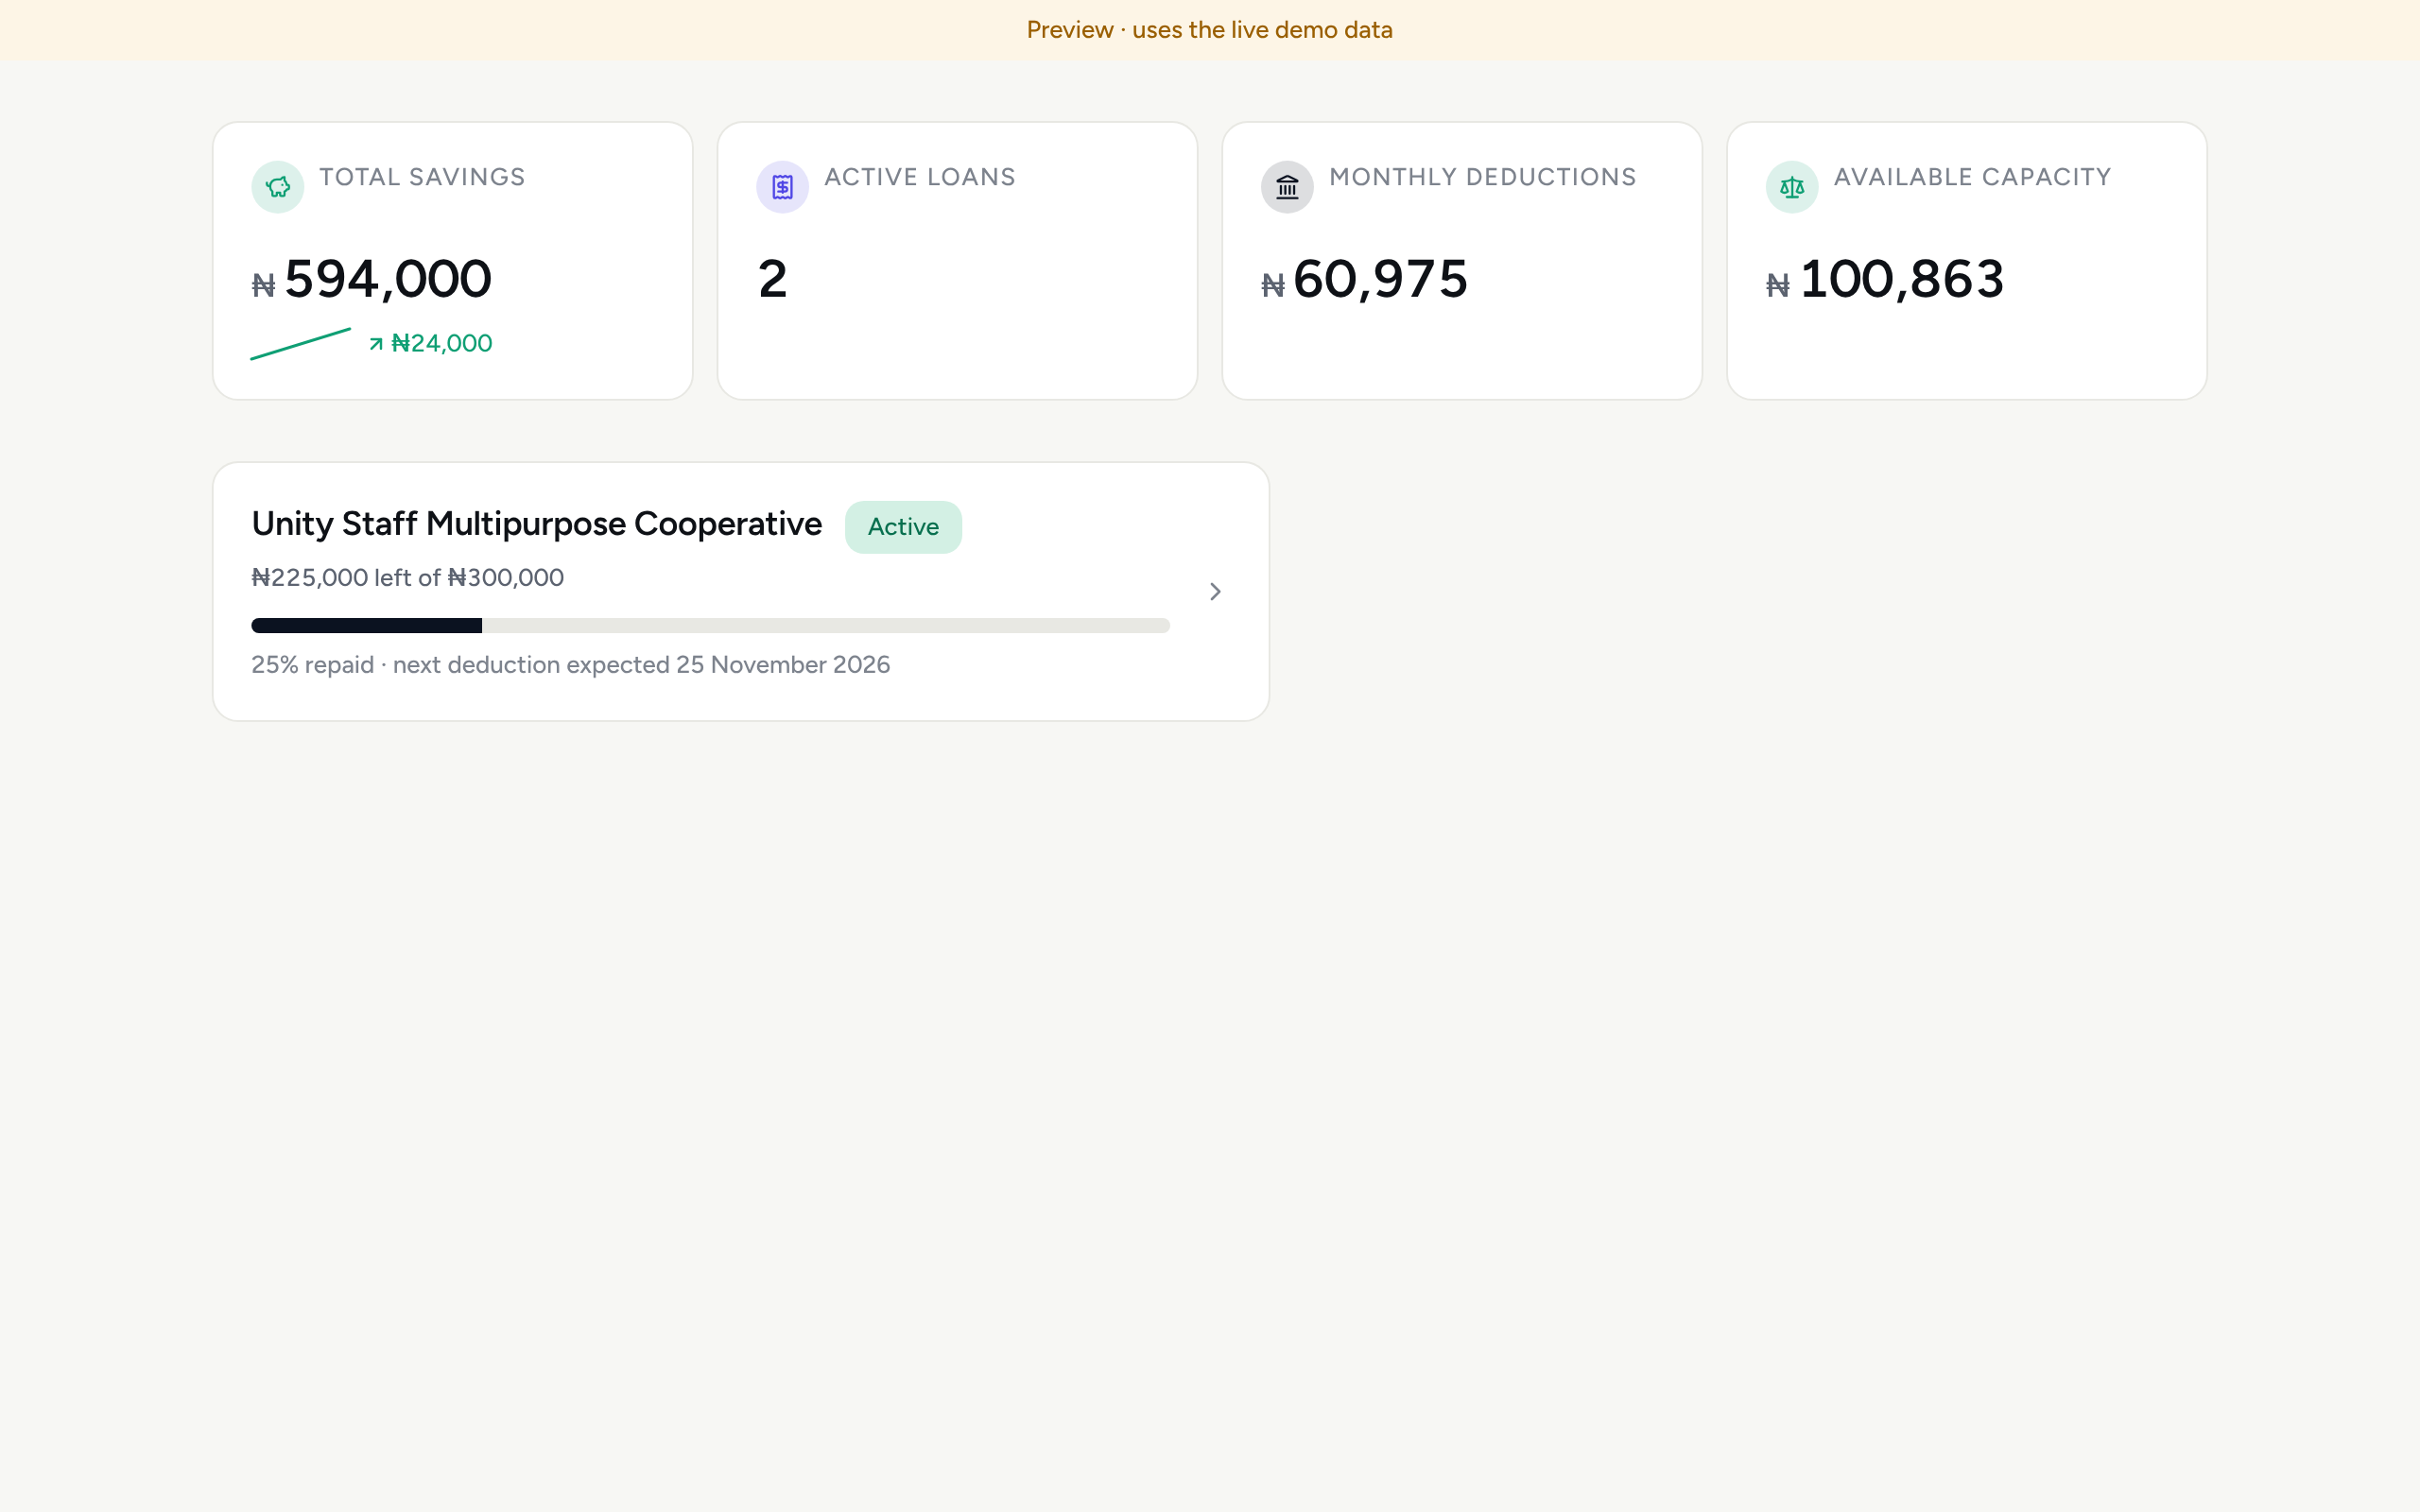 Preview · uses the live demo data
TOTAL SAVINGS
₦ 594,000
₦24,000
ACTIVE LOANS
2
MONTHLY DEDUCTIONS
₦ 60,975
AVAILABLE CAPACITY
₦ 100,863
Unity Staff Multipurpose Cooperative
Active
₦225,000 left of ₦300,000
25% repaid · next deduction expected 25 November 2026